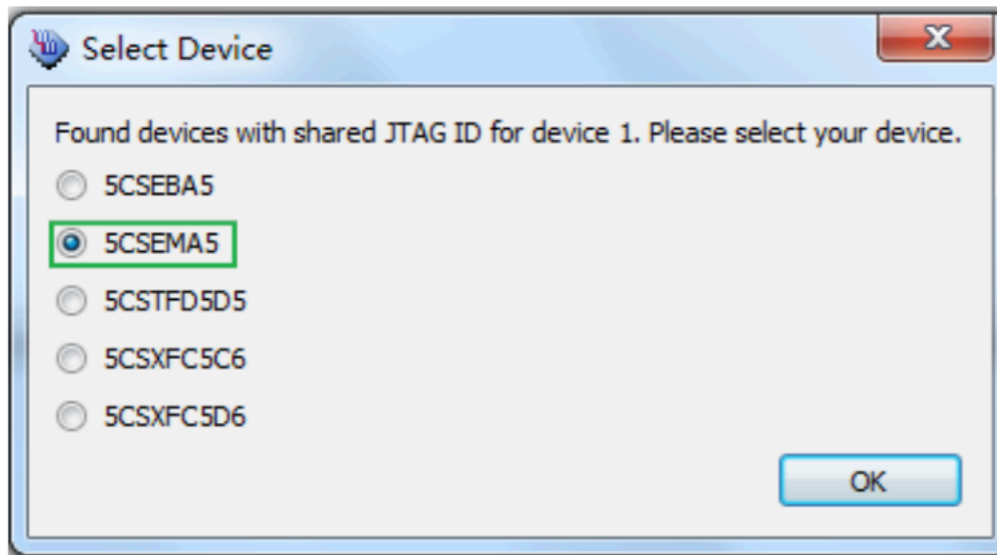 Select Device
Found devices with shared JTAG ID for device 1. Please select your device.
5CSEBA5
5CSEMA5
5CSTFD5D5
5CSXFC5C6
5CSXFC5D6
OK